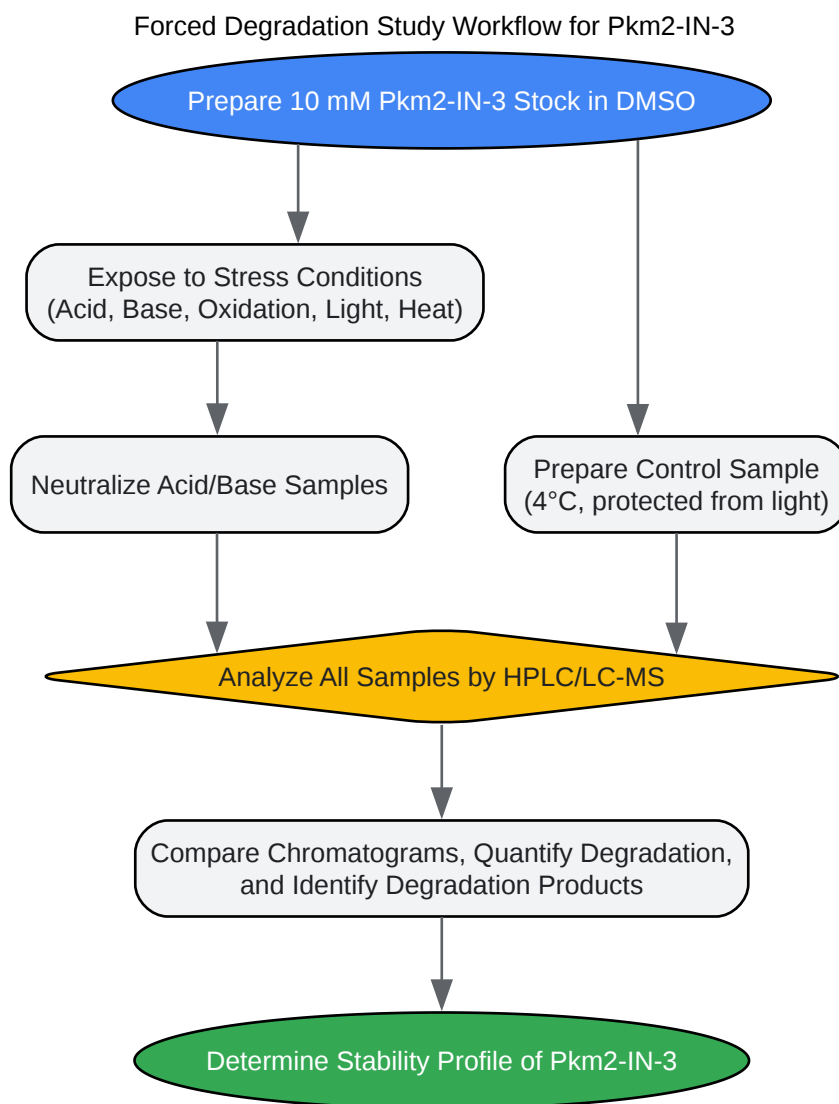 Forced Degradation Study Workflow for Pkm2-IN-3
Prepare 10 mM Pkm2-IN-3 Stock in DMSO
Expose to Stress Conditions
(Acid, Base, Oxidation, Light, Heat)
Neutralize Acid/Base Samples
Prepare Control Sample
(4°C, protected from light)
Analyze All Samples by HPLC/LC-MS
Compare Chromatograms, Quantify Degradation,
and Identify Degradation Products
Determine Stability Profile of Pkm2-IN-3